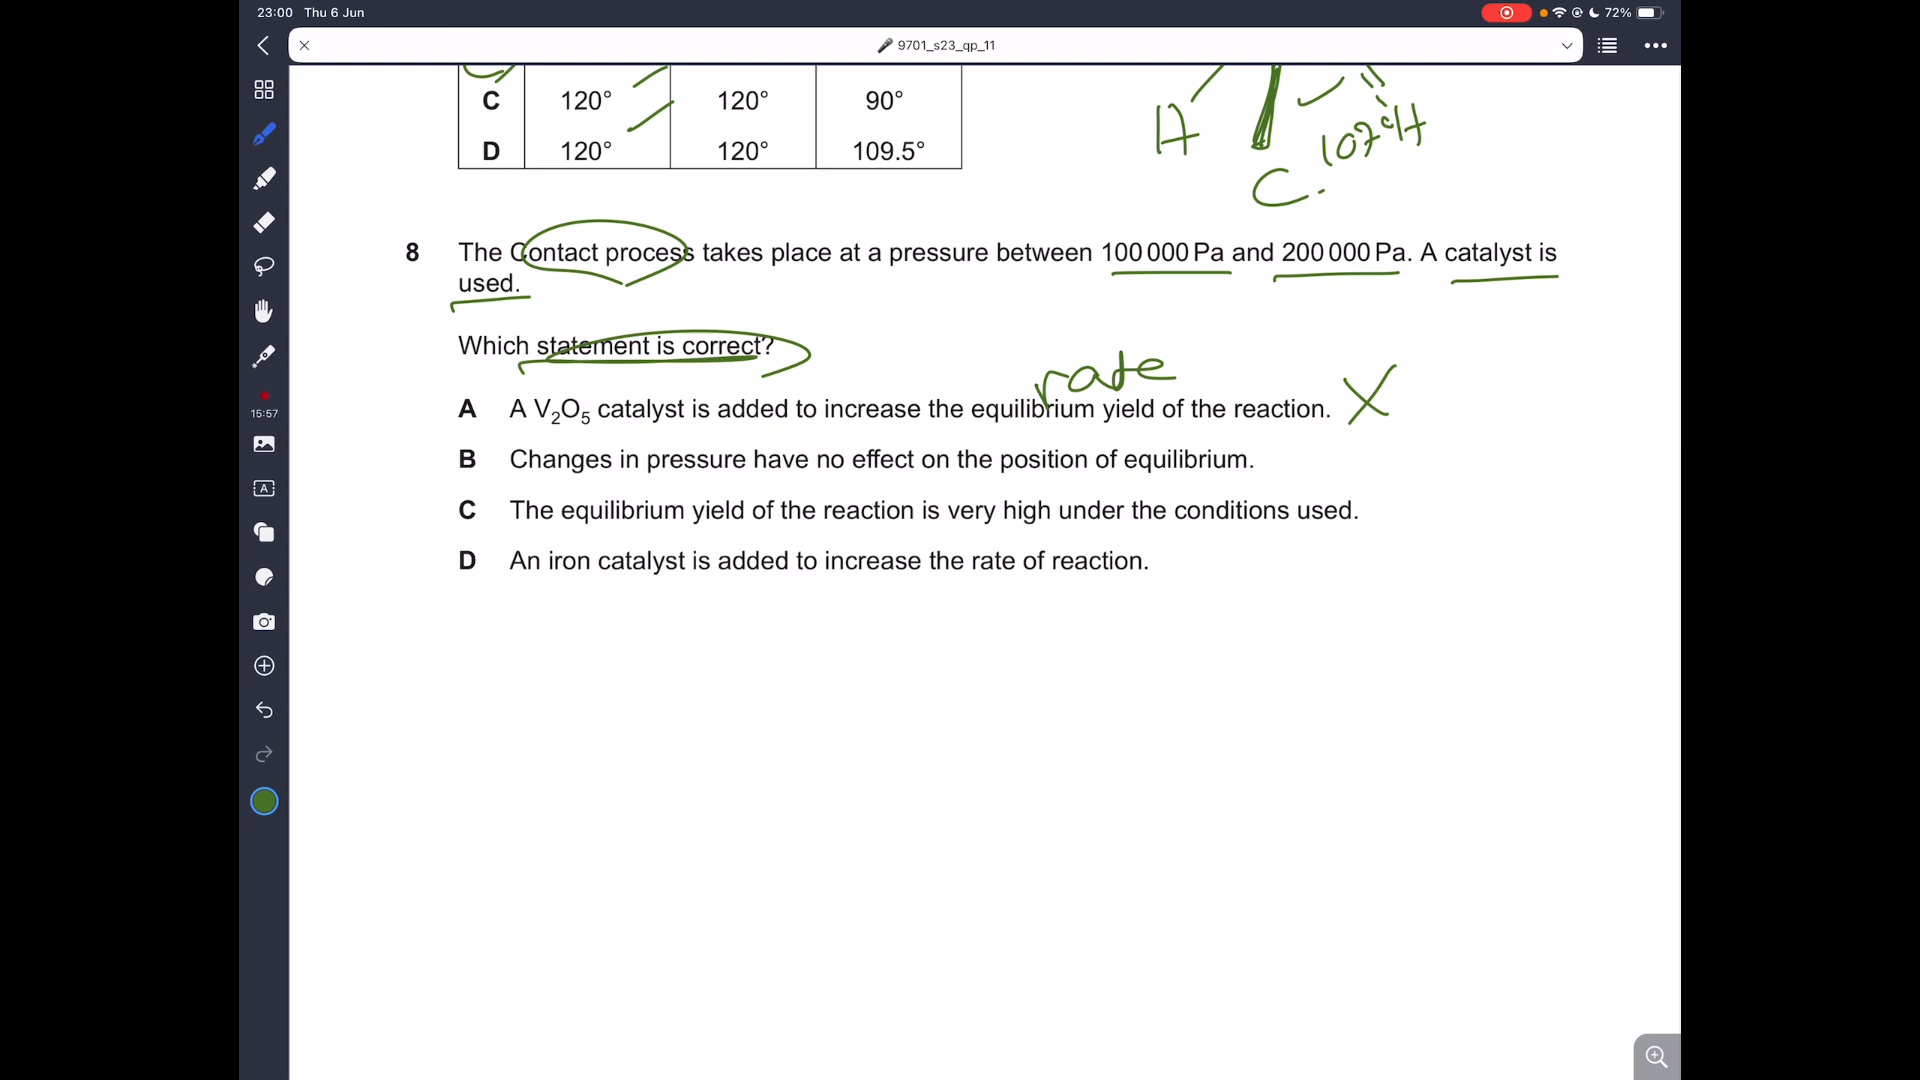 23:00 Thu 6 Jun
72%
9701_s23_qp_11
C 120° 120° 90°
D 120° 120° 109.5°
H
107° H
C.
8 The Contact process takes place at a pressure between 100 000 Pa and 200 000 Pa. A catalyst is
used.
Which statement is correct?
rate
A A V₂O₅ catalyst is added to increase the equilibrium yield of the reaction. X
B Changes in pressure have no effect on the position of equilibrium.
C The equilibrium yield of the reaction is very high under the conditions used.
D An iron catalyst is added to increase the rate of reaction.
15:57
A